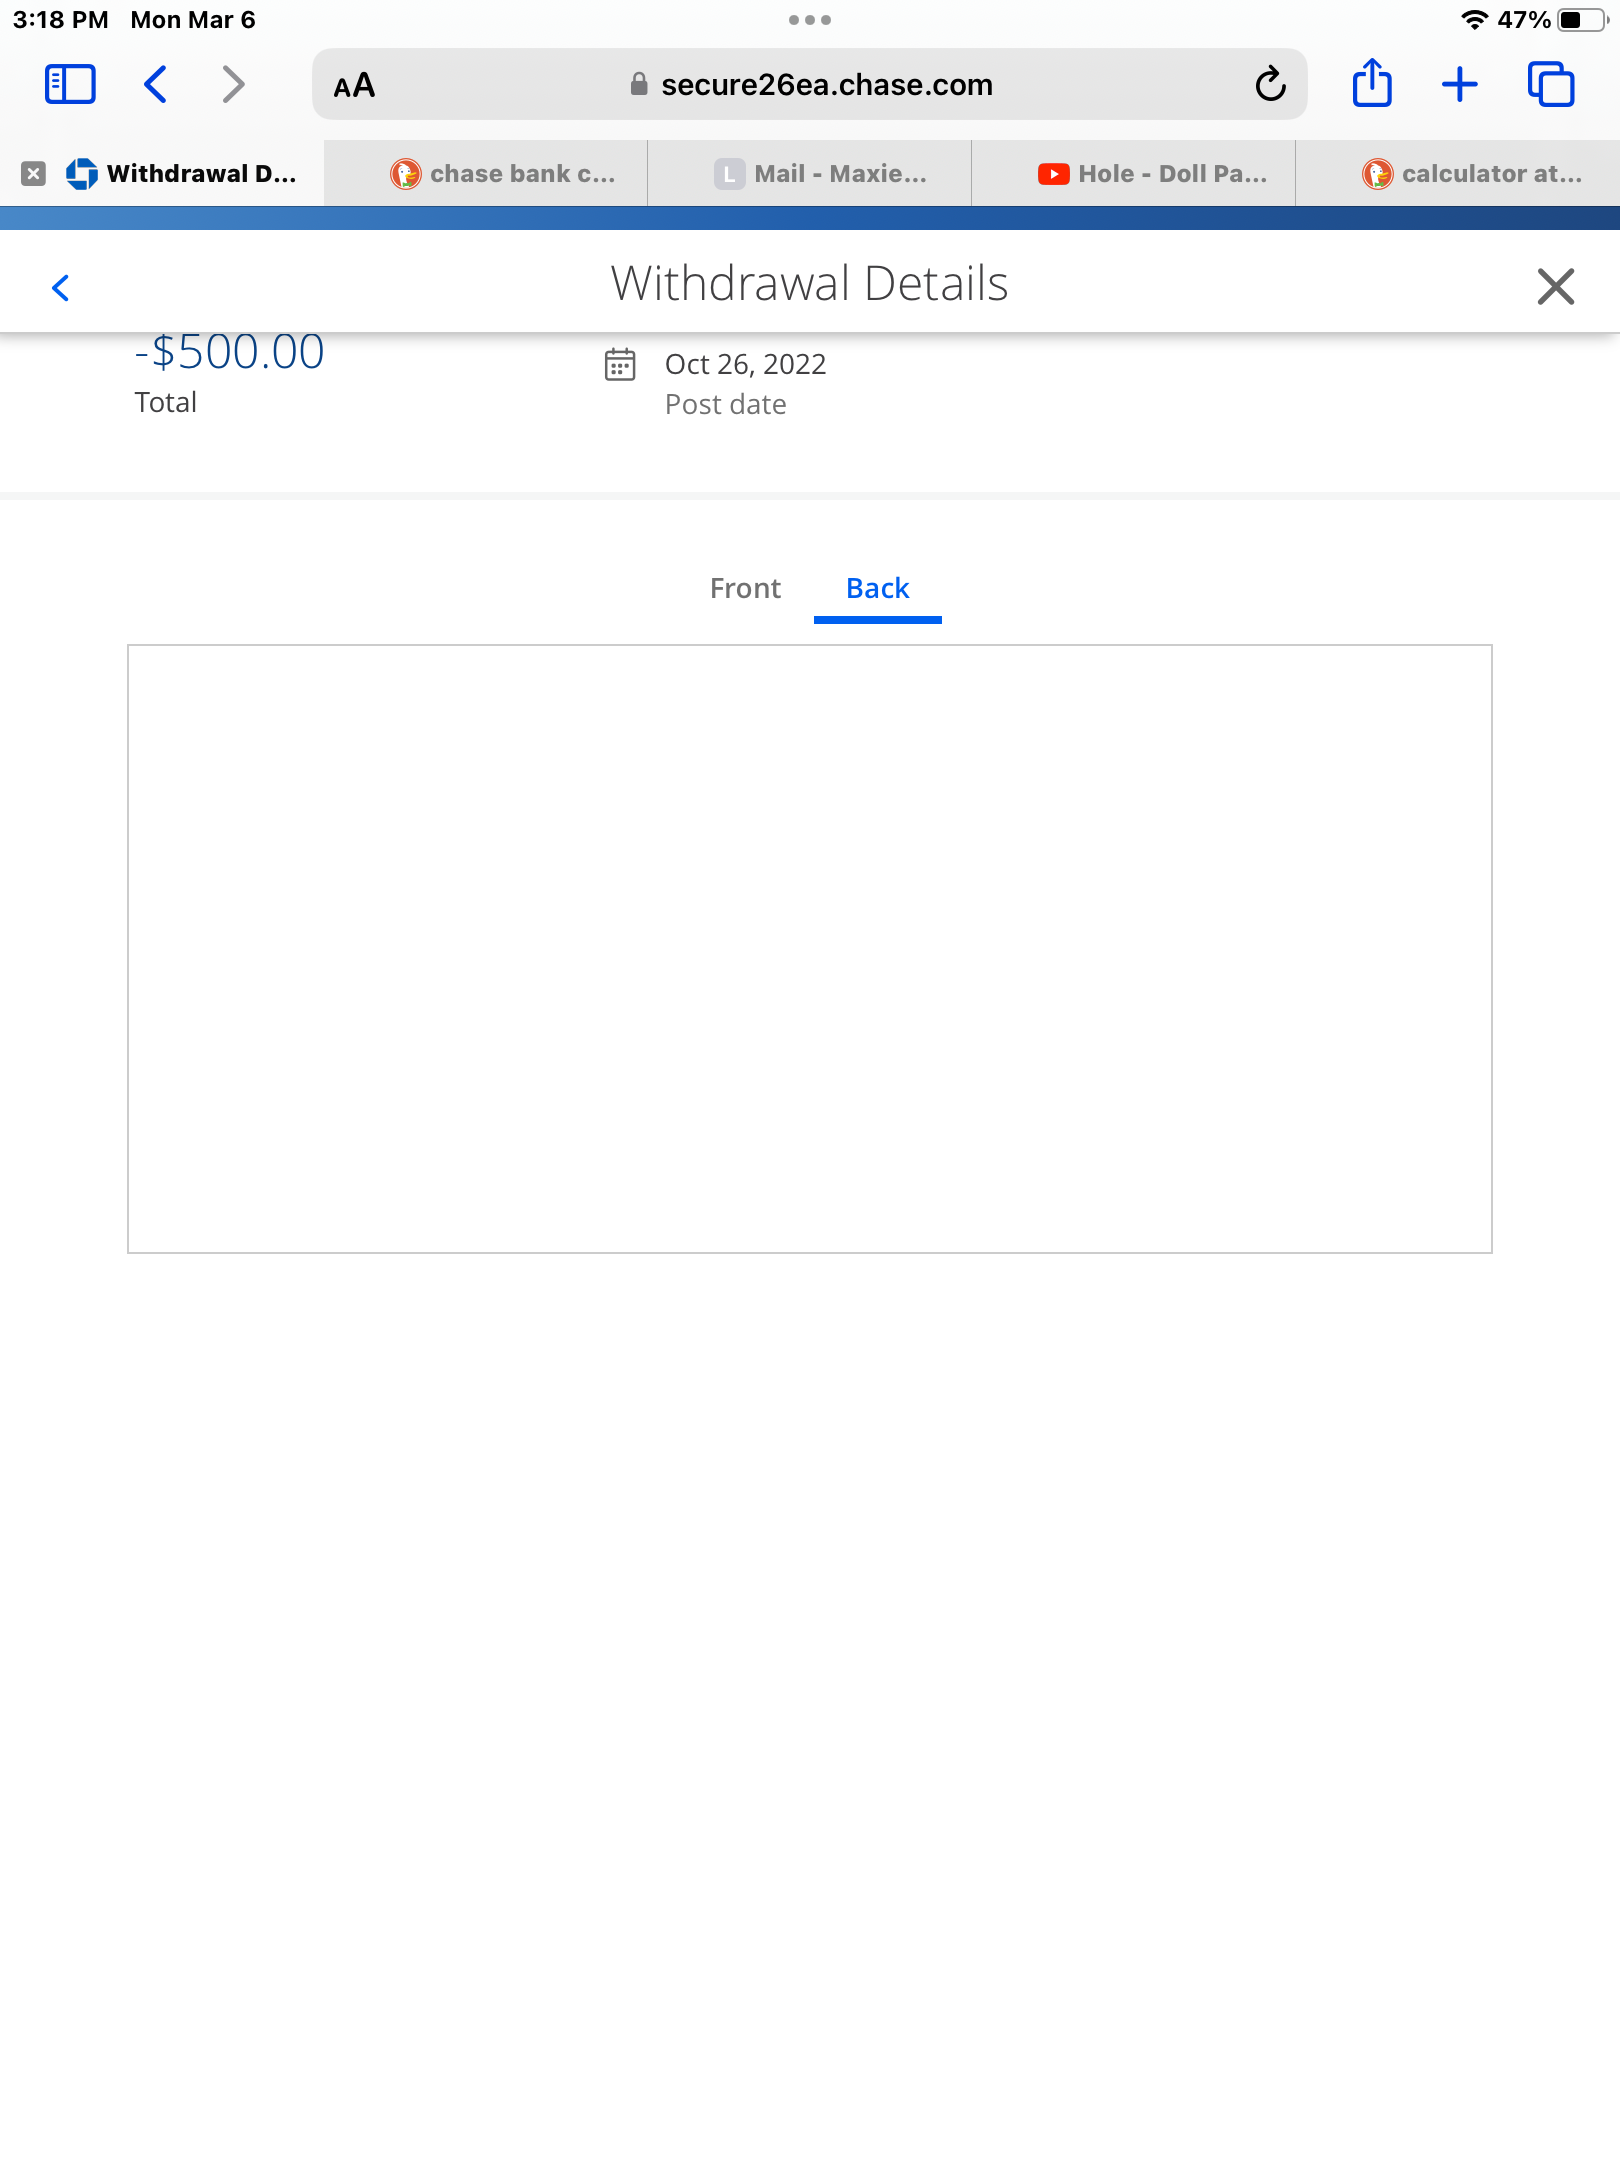 3:18 PM Mon Mar 6 47%
AA secure26ea.chase.com
Withdrawal D... chase bank c... L Mail - Maxie... Hole - Doll Pa... calculator at...
Withdrawal Details
-$500.00
Oct 26, 2022
Total
Post date
Front Back